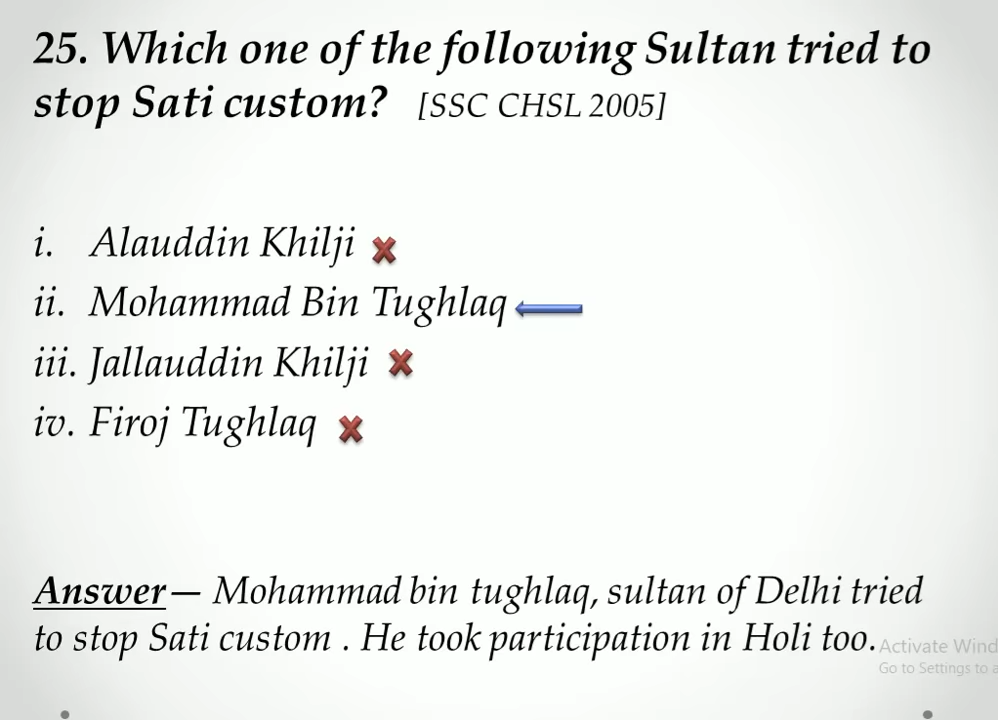 25. Which one of the following Sultan tried to
stop Sati custom? [SSC CHSL 2005]
i. Alauddin Khilji
ii. Mohammad Bin Tughlaq
iii. Jallauddin Khilji
iv. Firoj Tughlaq
Answer— Mohammad bin tughlaq, sultan of Delhi tried
to stop Sati custom . He took participation in Holi too.
Activate Wind
Go to Settings to a